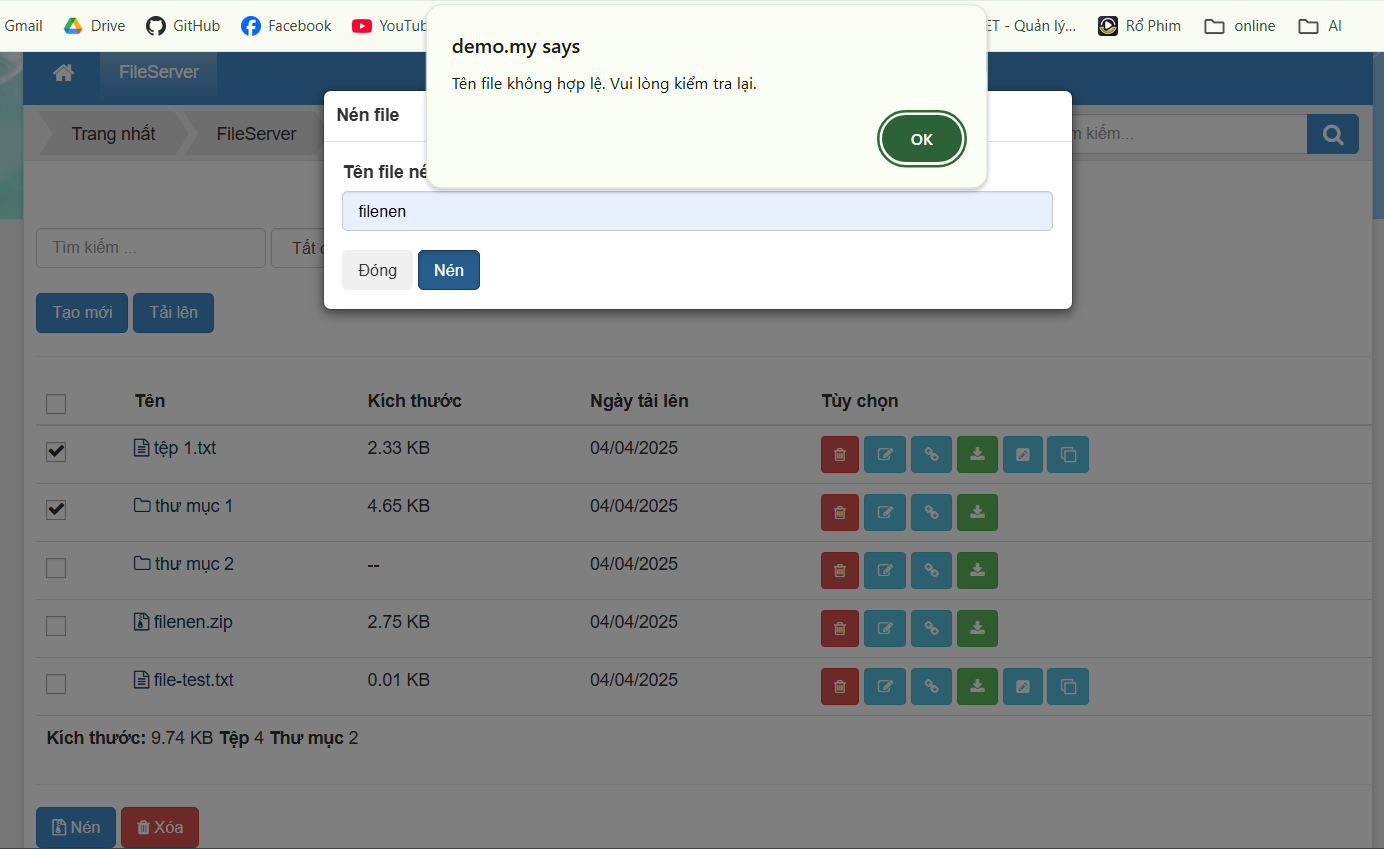 Gmail Drive GitHub Facebook YouTub ET - Quản lý... Rổ Phim online AI
demo.my says
Tên file không hợp lệ. Vui lòng kiểm tra lại.
OK
FileServer
Nén file
Trang nhất FileServer kiếm...
Tên file né
filenen
Đóng Nén
Tìm kiếm ... Tất
Tạo mới Tải lên
Tên Kích thước Ngày tải lên Tùy chọn
tệp 1.txt 2.33 KB 04/04/2025
thư mục 1 4.65 KB 04/04/2025
thư mục 2 -- 04/04/2025
filenen.zip 2.75 KB 04/04/2025
file-test.txt 0.01 KB 04/04/2025
Kích thước: 9.74 KB Tệp 4 Thư mục 2
Nén Xóa